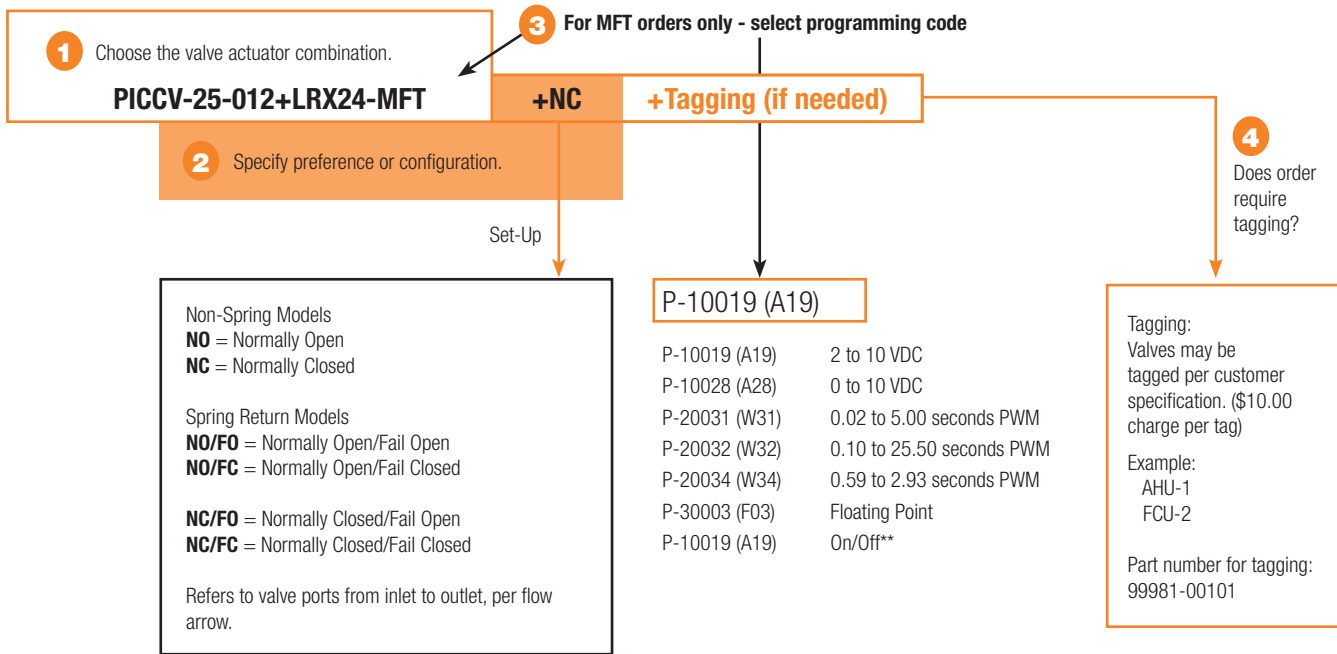 3 For MFT orders only - select programming code
1 Choose the valve actuator combination.
PICCV-25-012+LRX24-MFT +NC +Tagging (if needed)
2 Specify preference or configuration.
Set-Up
4
Does order
require
tagging?
Non-Spring Models
NO = Normally Open
NC = Normally Closed
Spring Return Models
NO/FO = Normally Open/Fail Open
NO/FC = Normally Open/Fail Closed
NC/FO = Normally Closed/Fail Open
NC/FC = Normally Closed/Fail Closed
Refers to valve ports from inlet to outlet, per flow
arrow.
P-10019 (A19)
P-10019 (A19) 2 to 10 VDC
P-10028 (A28) 0 to 10 VDC
P-20031 (W31) 0.02 to 5.00 seconds PWM
P-20032 (W32) 0.10 to 25.50 seconds PWM
P-20034 (W34) 0.59 to 2.93 seconds PWM
P-30003 (F03) Floating Point
P-10019 (A19) On/Off**
Tagging:
Valves may be
tagged per customer
specification. ($10.00
charge per tag)
Example:
AHU-1
FCU-2
Part number for tagging:
99981-00101